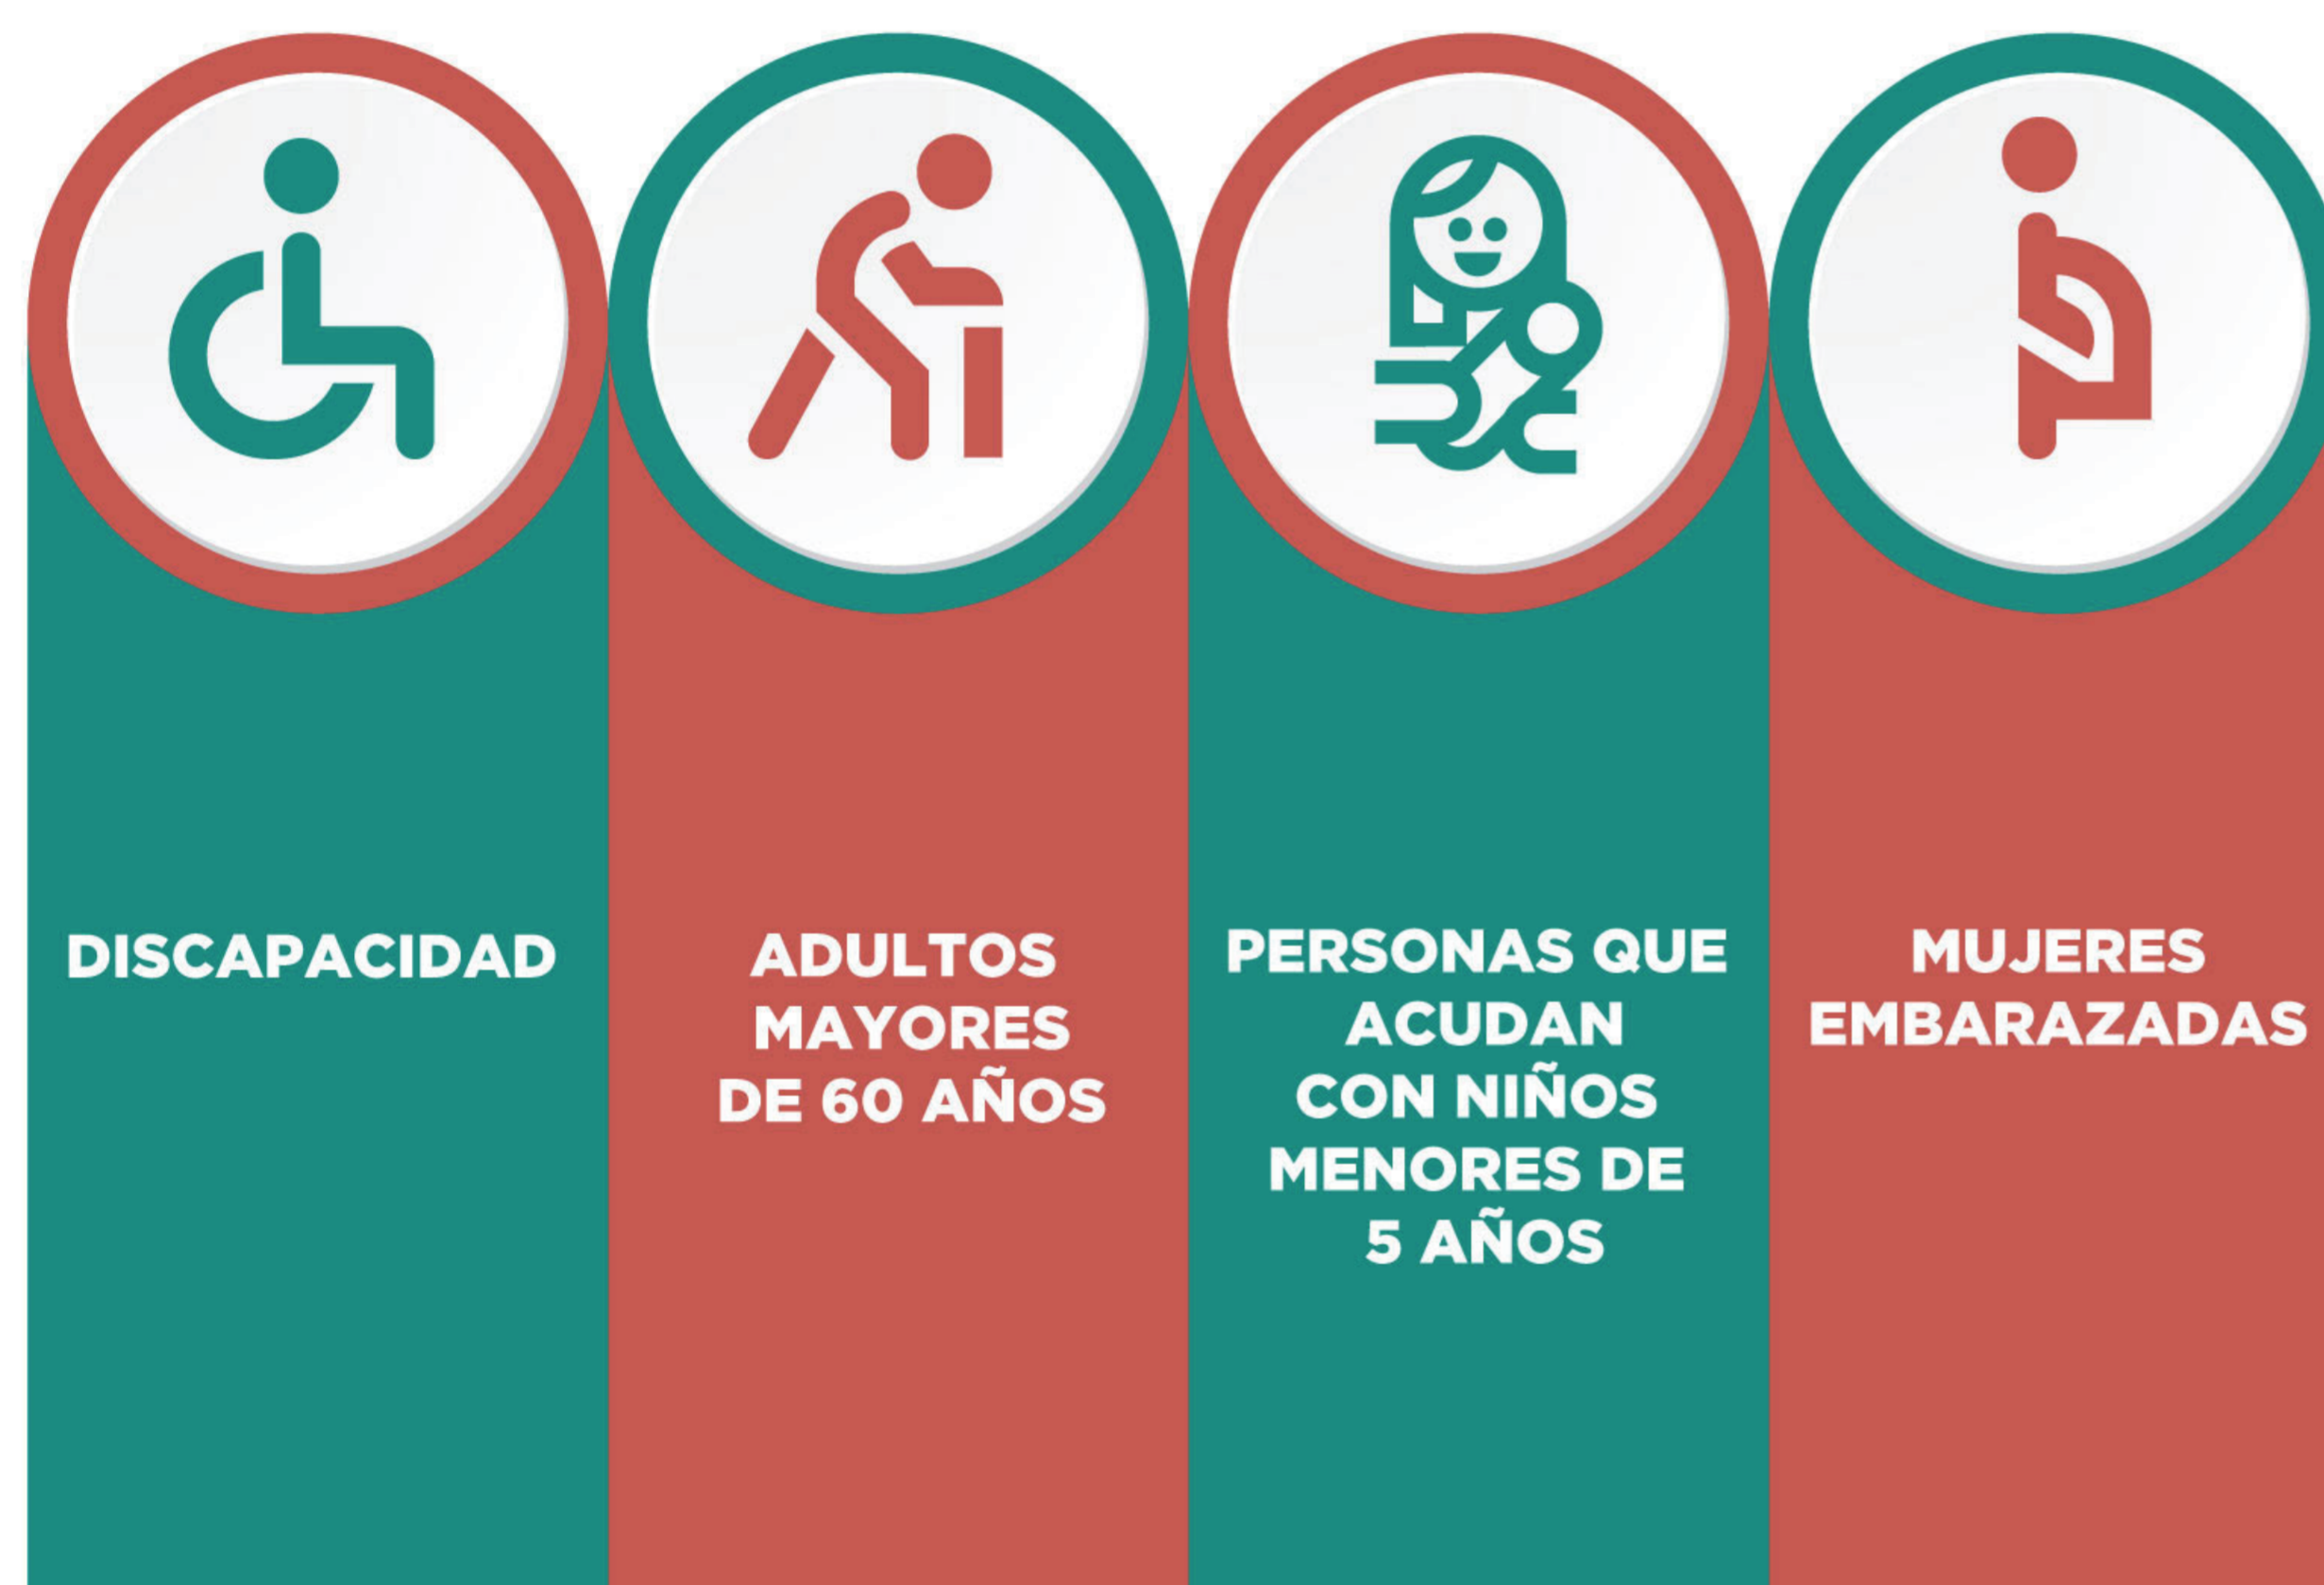 DISCAPACIDAD
ADULTOS
MAYORES
DE 60 AÑOS
PERSONAS QUE
ACUDAN
CON NIÑOS
MENORES DE
5 AÑOS
MUJERES
EMBARAZADAS